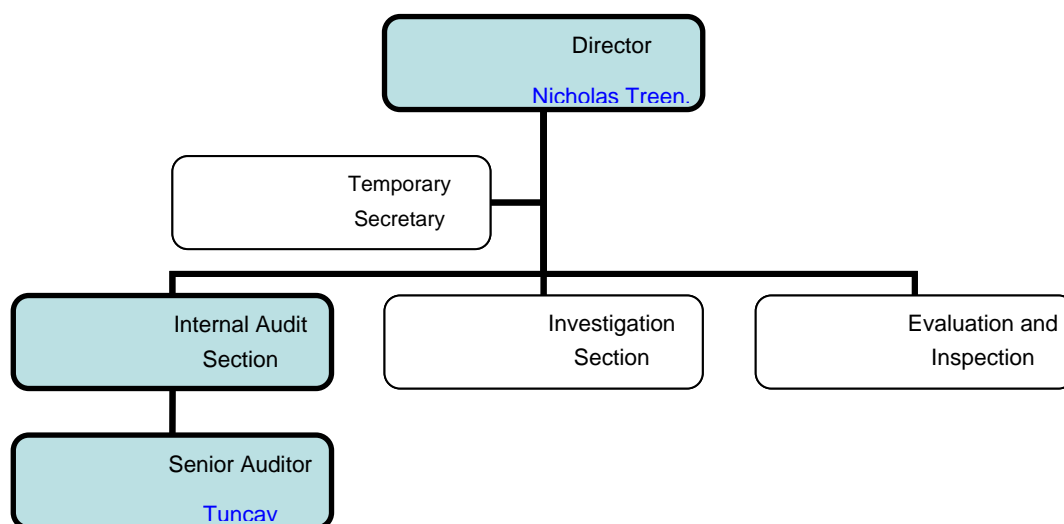 Director
Nicholas Treen.
Temporary
Secretary
Internal Audit
Section
Investigation
Section
Evaluation and
Inspection
Senior Auditor
Tuncay